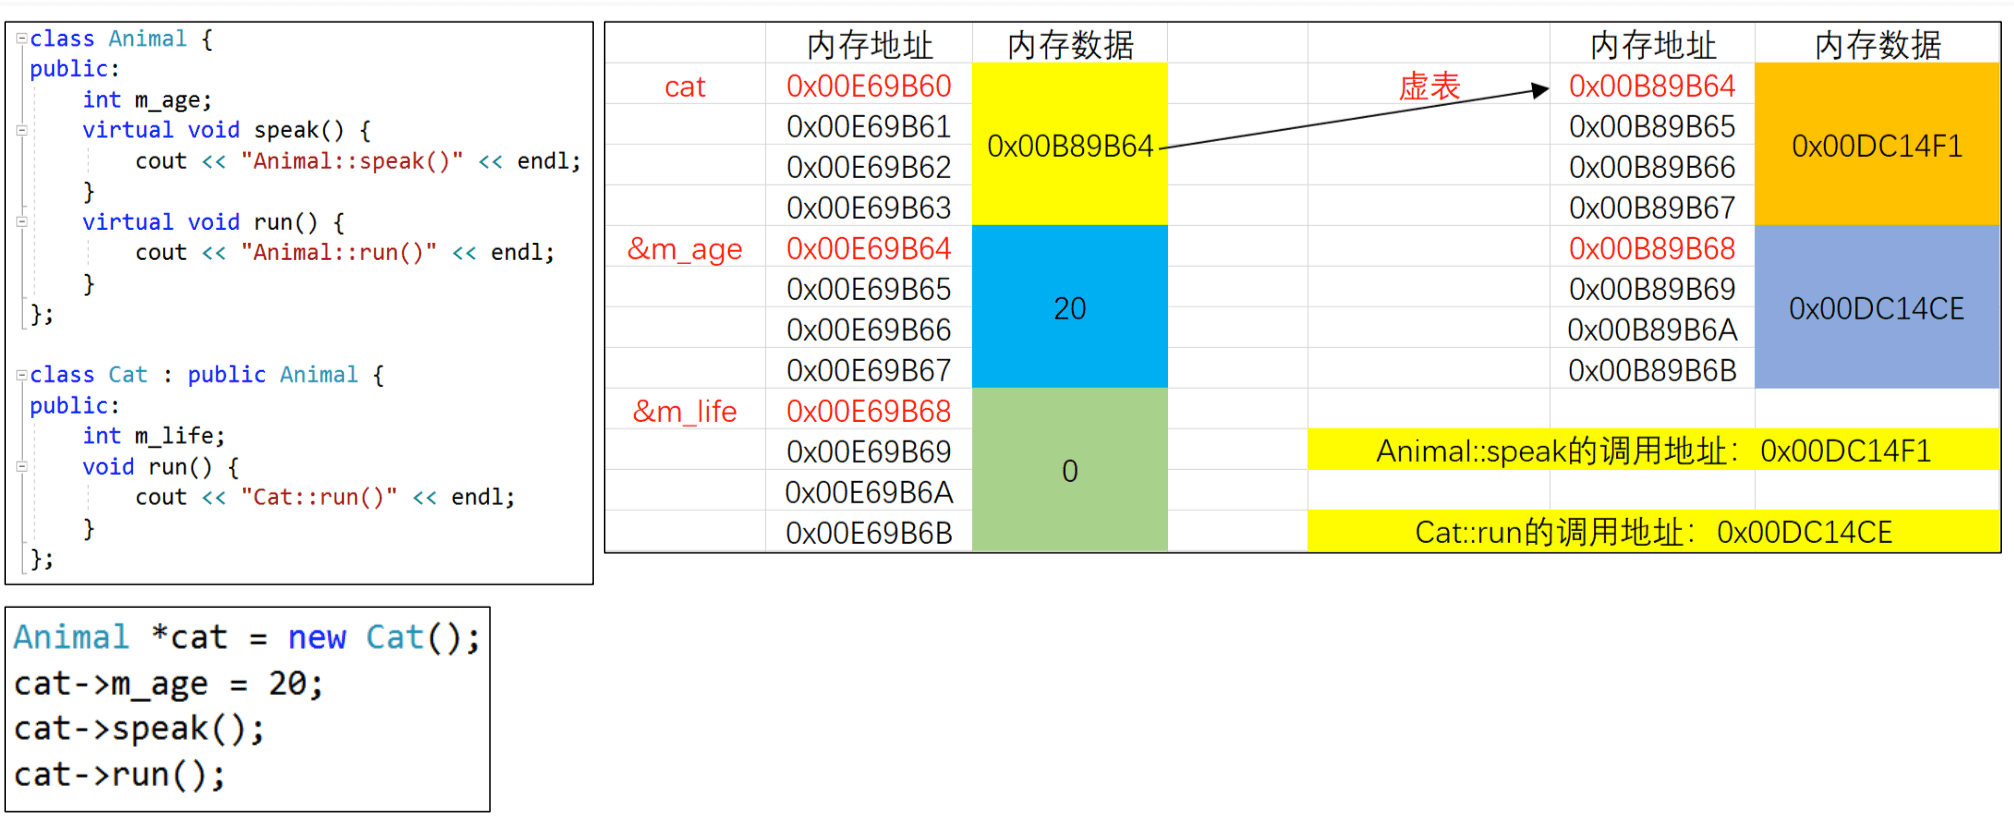 class Animal {
public:
    int m_age;
    virtual void speak() {
        cout << "Animal::speak()" << endl;
    }
    virtual void run() {
        cout << "Animal::run()" << endl;
    }
};
class Cat : public Animal {
public:
    int m_life;
    void run() {
        cout << "Cat::run()" << endl;
    }
};
内存地址 内存数据 内存地址 内存数据
cat 0x00E69B60 虚表 0x00B89B64
0x00E69B61 0x00B89B65
0x00B89B64 0x00DC14F1
0x00E69B62 0x00B89B66
0x00E69B63 0x00B89B67
&m_age 0x00E69B64 0x00B89B68
0x00E69B65 0x00B89B69
20 0x00DC14CE
0x00E69B66 0x00B89B6A
0x00E69B67 0x00B89B6B
&m_life 0x00E69B68
0x00E69B69 Animal::speak的调用地址：0x00DC14F1
0
0x00E69B6A
0x00E69B6B Cat::run的调用地址：0x00DC14CE
Animal *cat = new Cat();
cat->m_age = 20;
cat->speak();
cat->run();